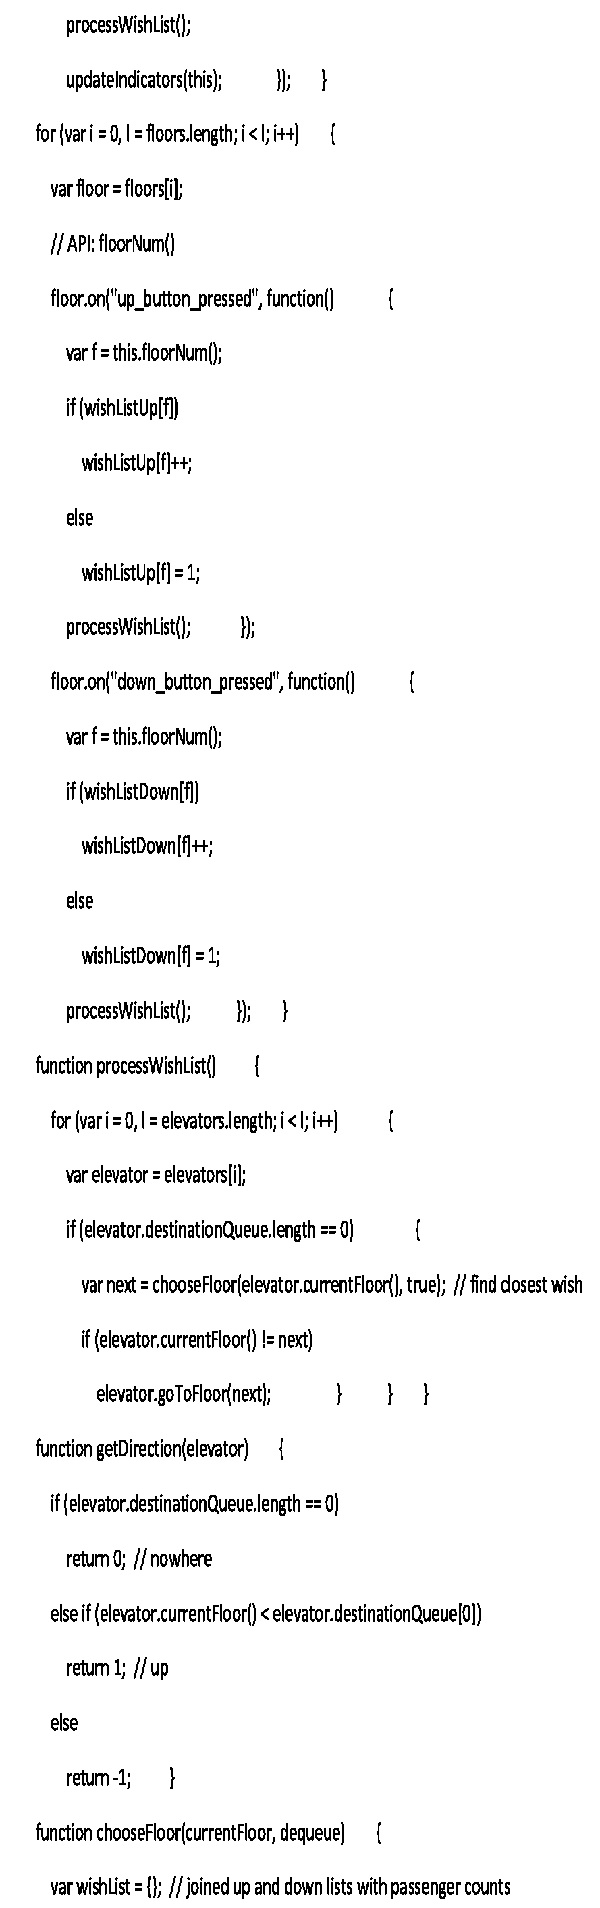 processWishList();
updateIndicators(this); }); }
for (var i = 0, l = floors.length; i < l; i++) {
var floor = floors[i];
// API: floorNum()
floor.on("up_button_pressed", function() {
var f = this.floorNum();
if (wishListUp[f])
wishListUp[f]++;
else
wishListUp[f] = 1;
processWishList(); });
floor.on("down_button_pressed", function() {
var f = this.floorNum();
if (wishListDown[f])
wishListDown[f]++;
else
wishListDown[f] = 1;
processWishList(); }); }
function processWishList() {
for (var i = 0, l = elevators.length; i < l; i++) {
var elevator = elevators[i];
if (elevator.destinationQueue.length == 0) {
var next = chooseFloor(elevator.currentFloor(), true); // find closest wish
if (elevator.currentFloor() != next)
elevator.goToFloor(next); } } }
function getDirection(elevator) {
if (elevator.destinationQueue.length == 0)
return 0; // nowhere
else if (elevator.currentFloor() < elevator.destinationQueue[0])
return 1; // up
else
return -1; }
function chooseFloor(currentFloor, dequeue) {
var wishList = {}; // joined up and down lists with passenger counts